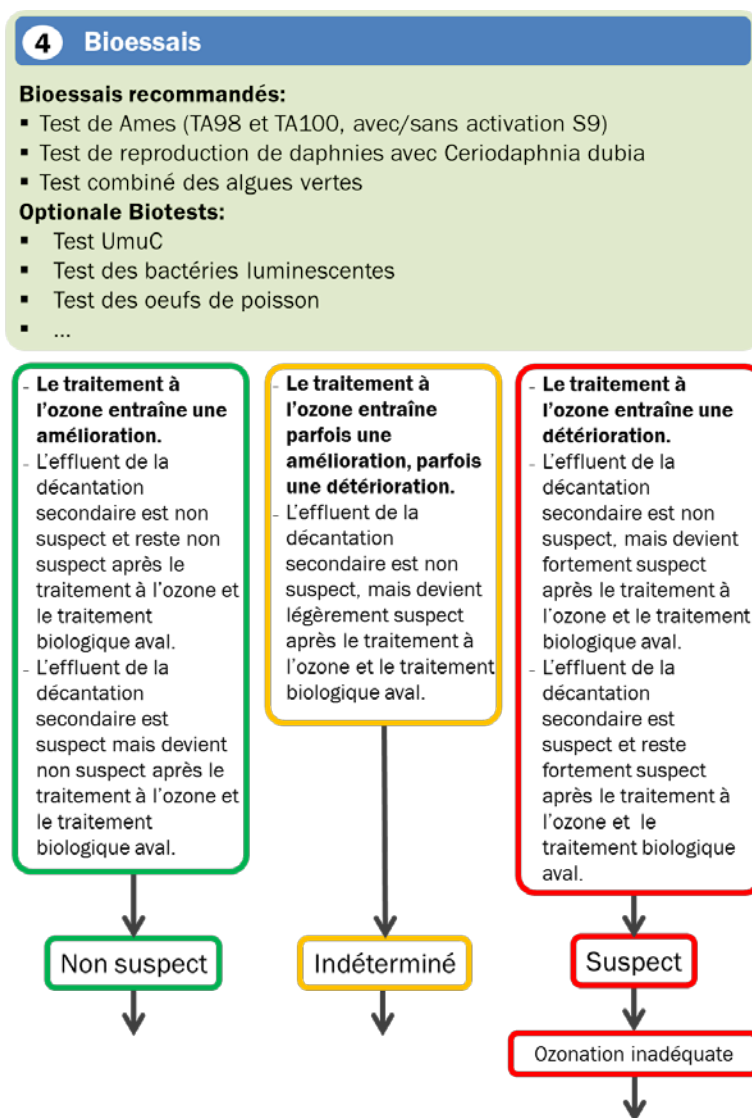 4 Bioessais
Bioessais recommandés:
▪ Test de Ames (TA98 et TA100, avec/sans activation S9)
▪ Test de reproduction de daphnies avec Ceriodaphnia dubia
▪ Test combiné des algues vertes
Optionale Biotests:
▪ Test UmuC
▪ Test des bactéries luminescentes
▪ Test des oeufs de poisson
▪ ...
- Le traitement à
l'ozone entraîne une
amélioration.
- L'effluent de la
décantation
secondaire est non
suspect et reste non
suspect après le
traitement à l'ozone et
le traitement
biologique aval.
- L'effluent de la
décantation
secondaire est
suspect mais devient
non suspect après le
traitement à l'ozone et
le traitement
biologique aval.
- Le traitement à
l'ozone entraîne
parfois une
amélioration, parfois
une détérioration.
- L'effluent de la
décantation
secondaire est non
suspect, mais devient
légèrement suspect
après le traitement à
l'ozone et le traitement
biologique aval.
- Le traitement à
l'ozone entraîne une
détérioration.
- L'effluent de la
décantation
secondaire est non
suspect, mais devient
fortement suspect
après le traitement à
l'ozone et le traitement
biologique aval.
- L'effluent de la
décantation
secondaire est
suspect et reste
fortement suspect
après le traitement à
l'ozone et le
traitement biologique
aval.
Non suspect
Indéterminé
Suspect
Ozonation inadéquate